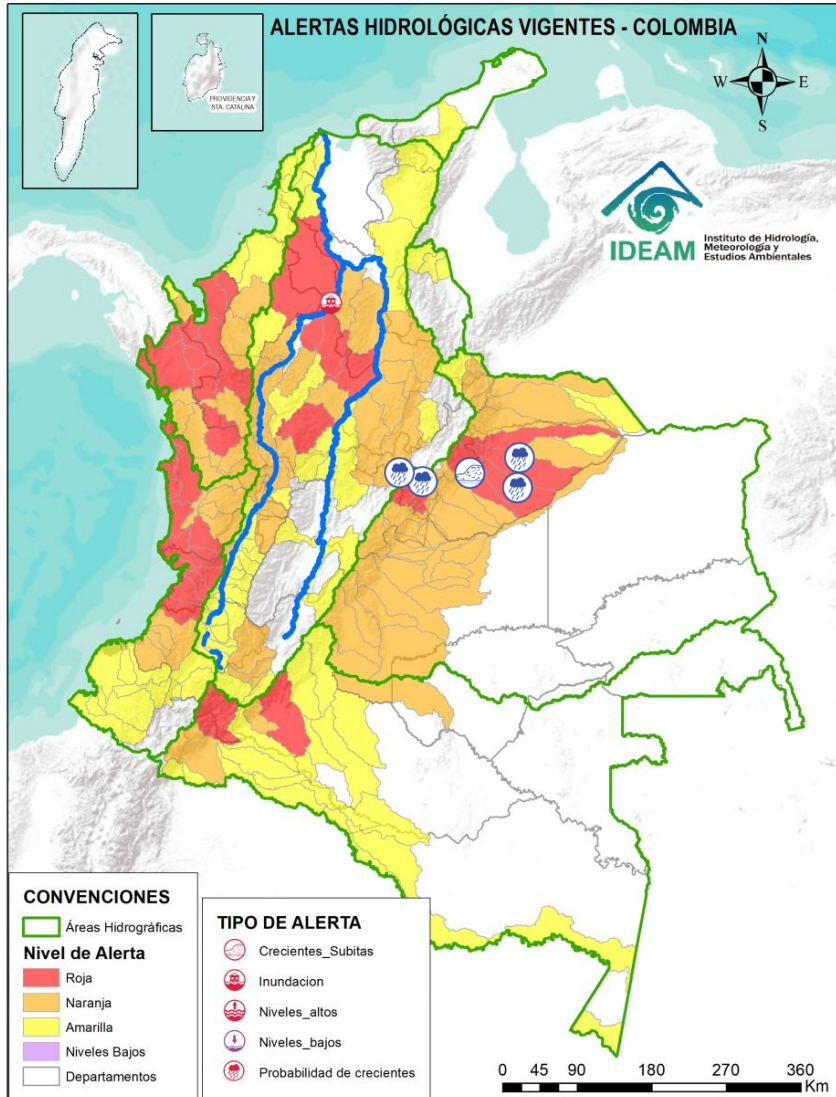 ALERTAS HIDROLÓGICAS VIGENTES - COLOMBIA
PROVIDENCIA Y
STA. CATALINA
N
W
E
S
IDEAM
Instituto de Hidrología,
Meteorología y
Estudios Ambientales
CONVENCIONES
Áreas Hidrográficas
Nivel de Alerta
Roja
Naranja
Amarilla
Niveles Bajos
Departamentos
TIPO DE ALERTA
Crecientes_Subitas
Inundacion
Niveles_altos
Niveles_bajos
Probabilidad de crecientes
0 45 90 180 270 360
Km